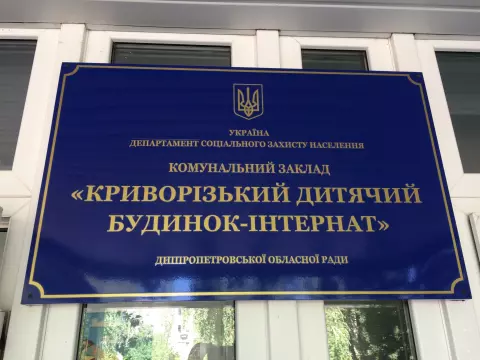 УКРАЇНА
ДЕПАРТАМЕНТ СОЦІАЛЬНОГО ЗАХИСТУ НАСЕЛЕННЯ
КОМУНАЛЬНИЙ ЗАКЛАД
«КРИВОРІЗЬКИЙ ДИТЯЧИЙ
БУДИНОК-ІНТЕРНАТ»
ДНІПРОПЕТРОВСЬКОЇ ОБЛАСНОЇ РАДИ